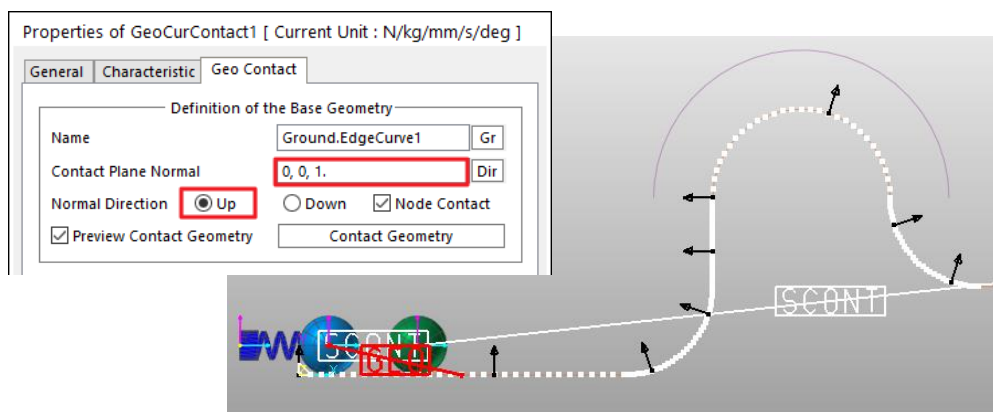 Properties of GeoCurContact1 [ Current Unit : N/kg/mm/s/deg ]
General Characteristic Geo Contact
Definition of the Base Geometry
Name Ground.EdgeCurve1 Gr
Contact Plane Normal 0, 0, 1. Dir
Normal Direction Up Down Node Contact
Preview Contact Geometry Contact Geometry
SCONT
SCONT